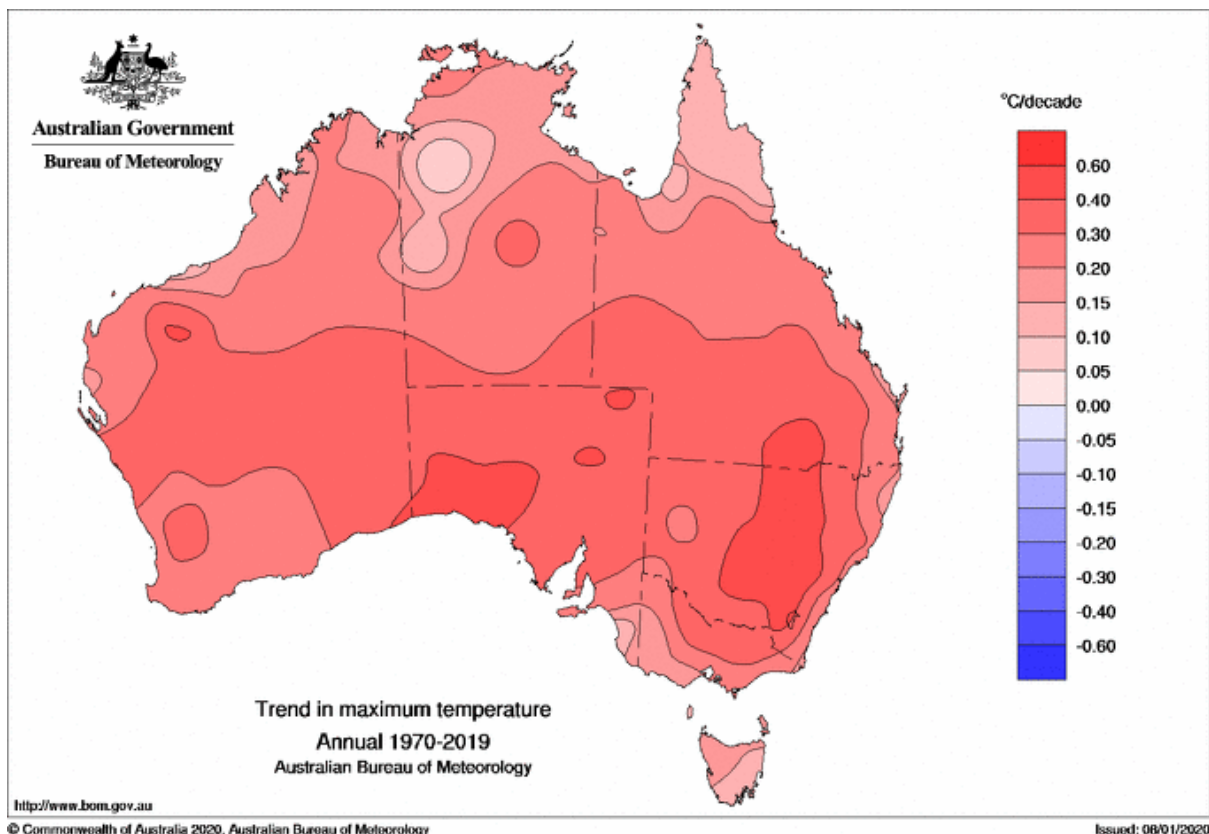 Australian Government
Bureau of Meteorology
°C/decade
0.60
0.40
0.30
0.20
0.15
0.10
0.05
0.00
-0.05
-0.10
-0.15
-0.20
-0.30
-0.40
-0.60
Trend in maximum temperature
Annual 1970-2019
Australian Bureau of Meteorology
http://www.bom.gov.au
© Commonwealth of Australia 2020, Australian Bureau of Meteorology
Issued: 08/01/2020